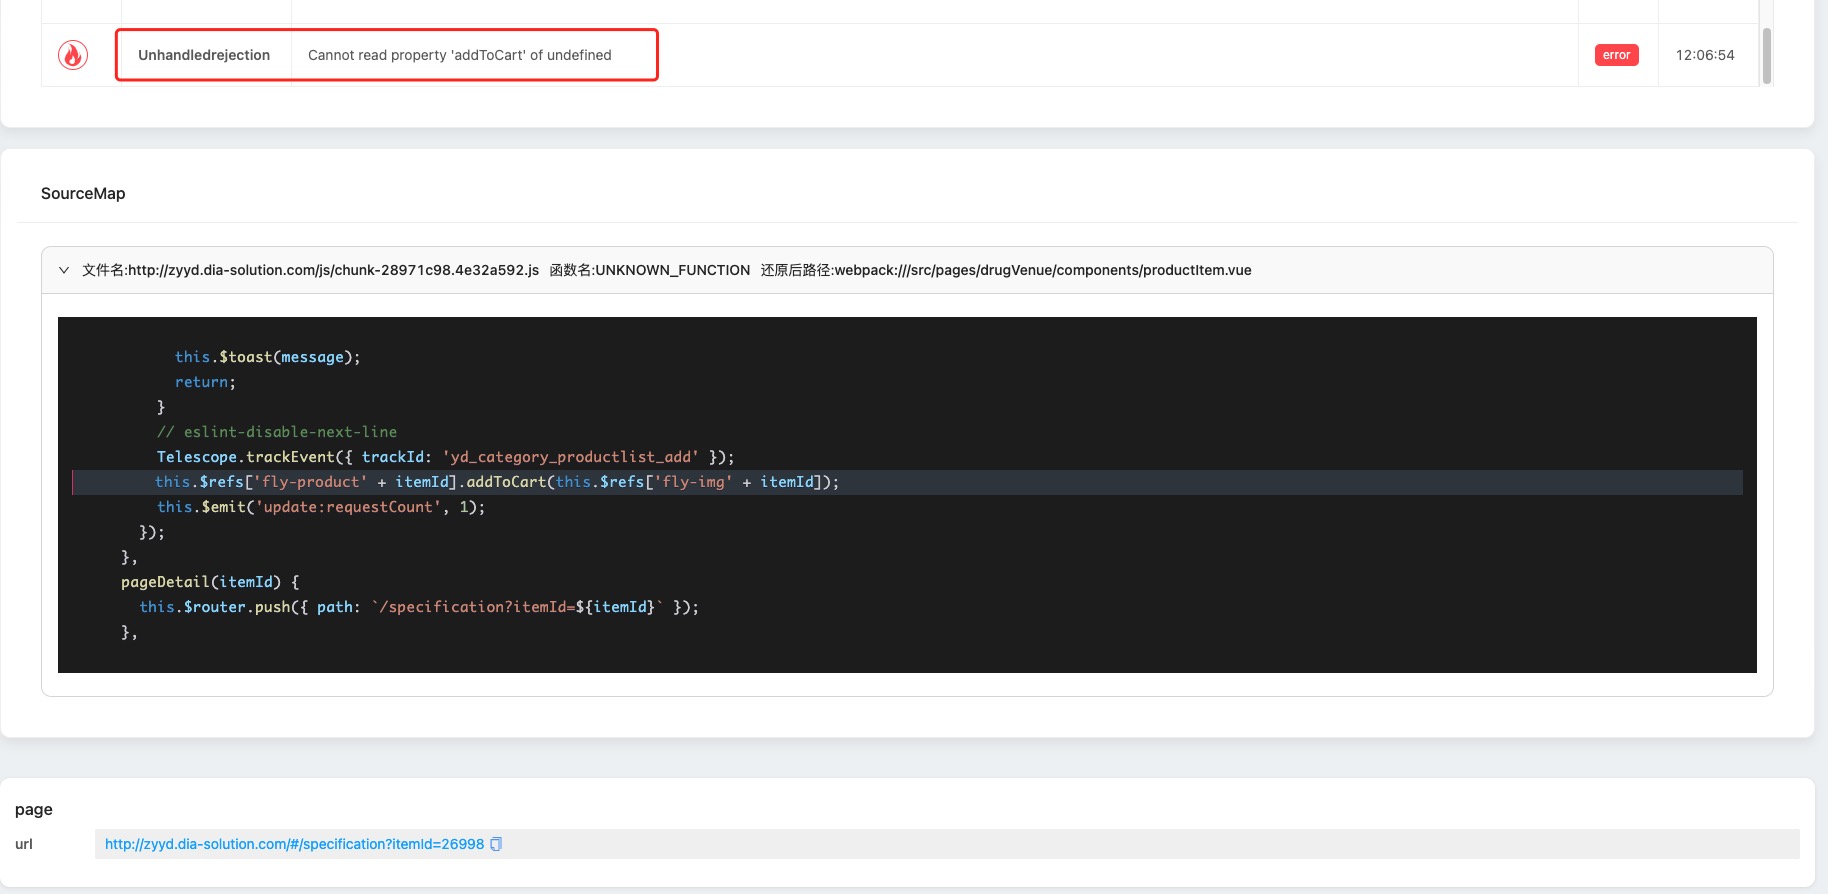 Unhandledrejection Cannot read property 'addToCart' of undefined error 12:06:54
SourceMap
文件名:http://zyyd.dia-solution.com/js/chunk-28971c98.4e32a592.js 函数名:UNKNOWN_FUNCTION 还原后路径:webpack:///src/pages/drugVenue/components/productItem.vue
this.$toast(message);
return;
}
// eslint-disable-next-line
Telescope.trackEvent({ trackId: 'yd_category_productlist_add' });
this.$refs['fly-product' + itemId].addToCart(this.$refs['fly-img' + itemId]);
this.$emit('update:requestCount', 1);
});
},
pageDetail(itemId) {
this.$router.push({ path: `/specification?itemId=${itemId}` });
},
page
url http://zyyd.dia-solution.com/#/specification?itemId=26998